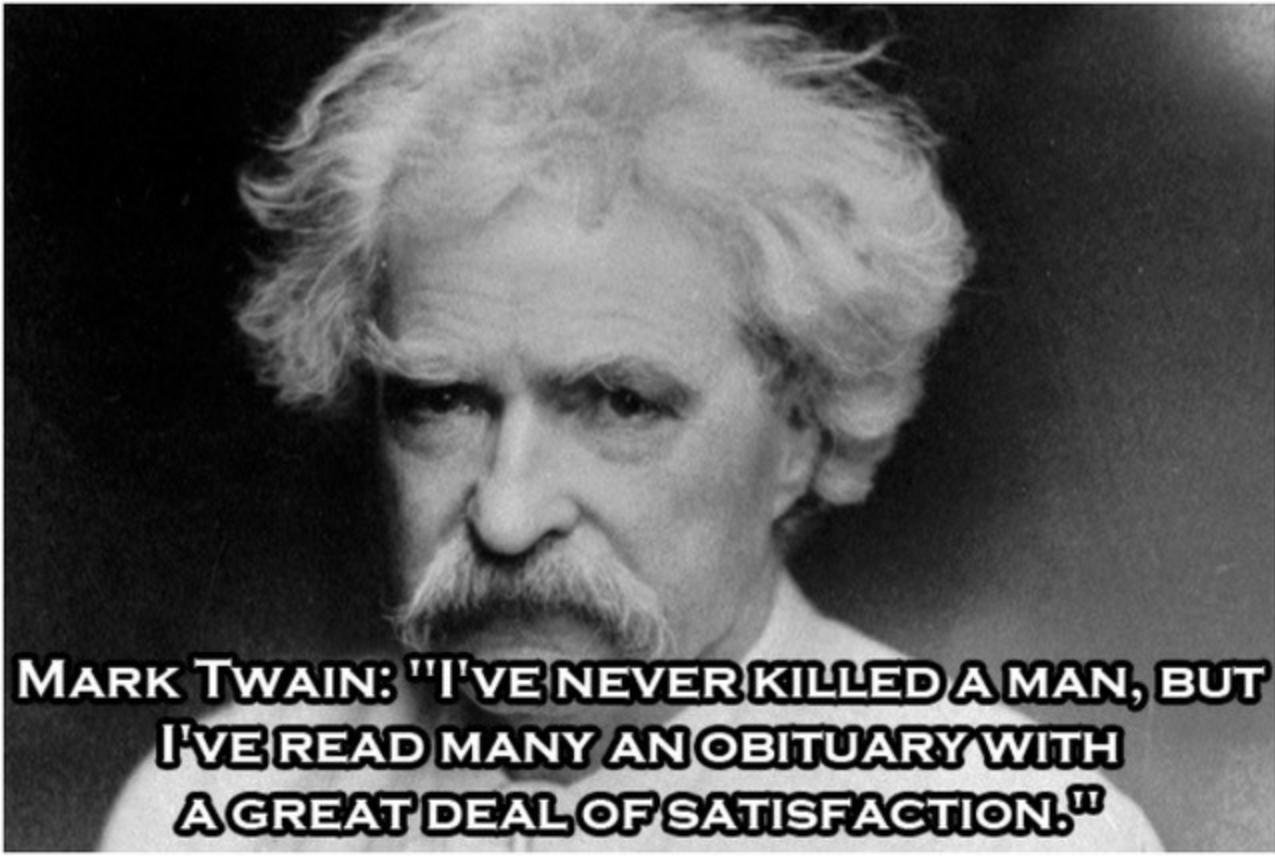 Mark Twain: "I've never killed a man, but
I've read many an obituary with
a great deal of satisfaction."